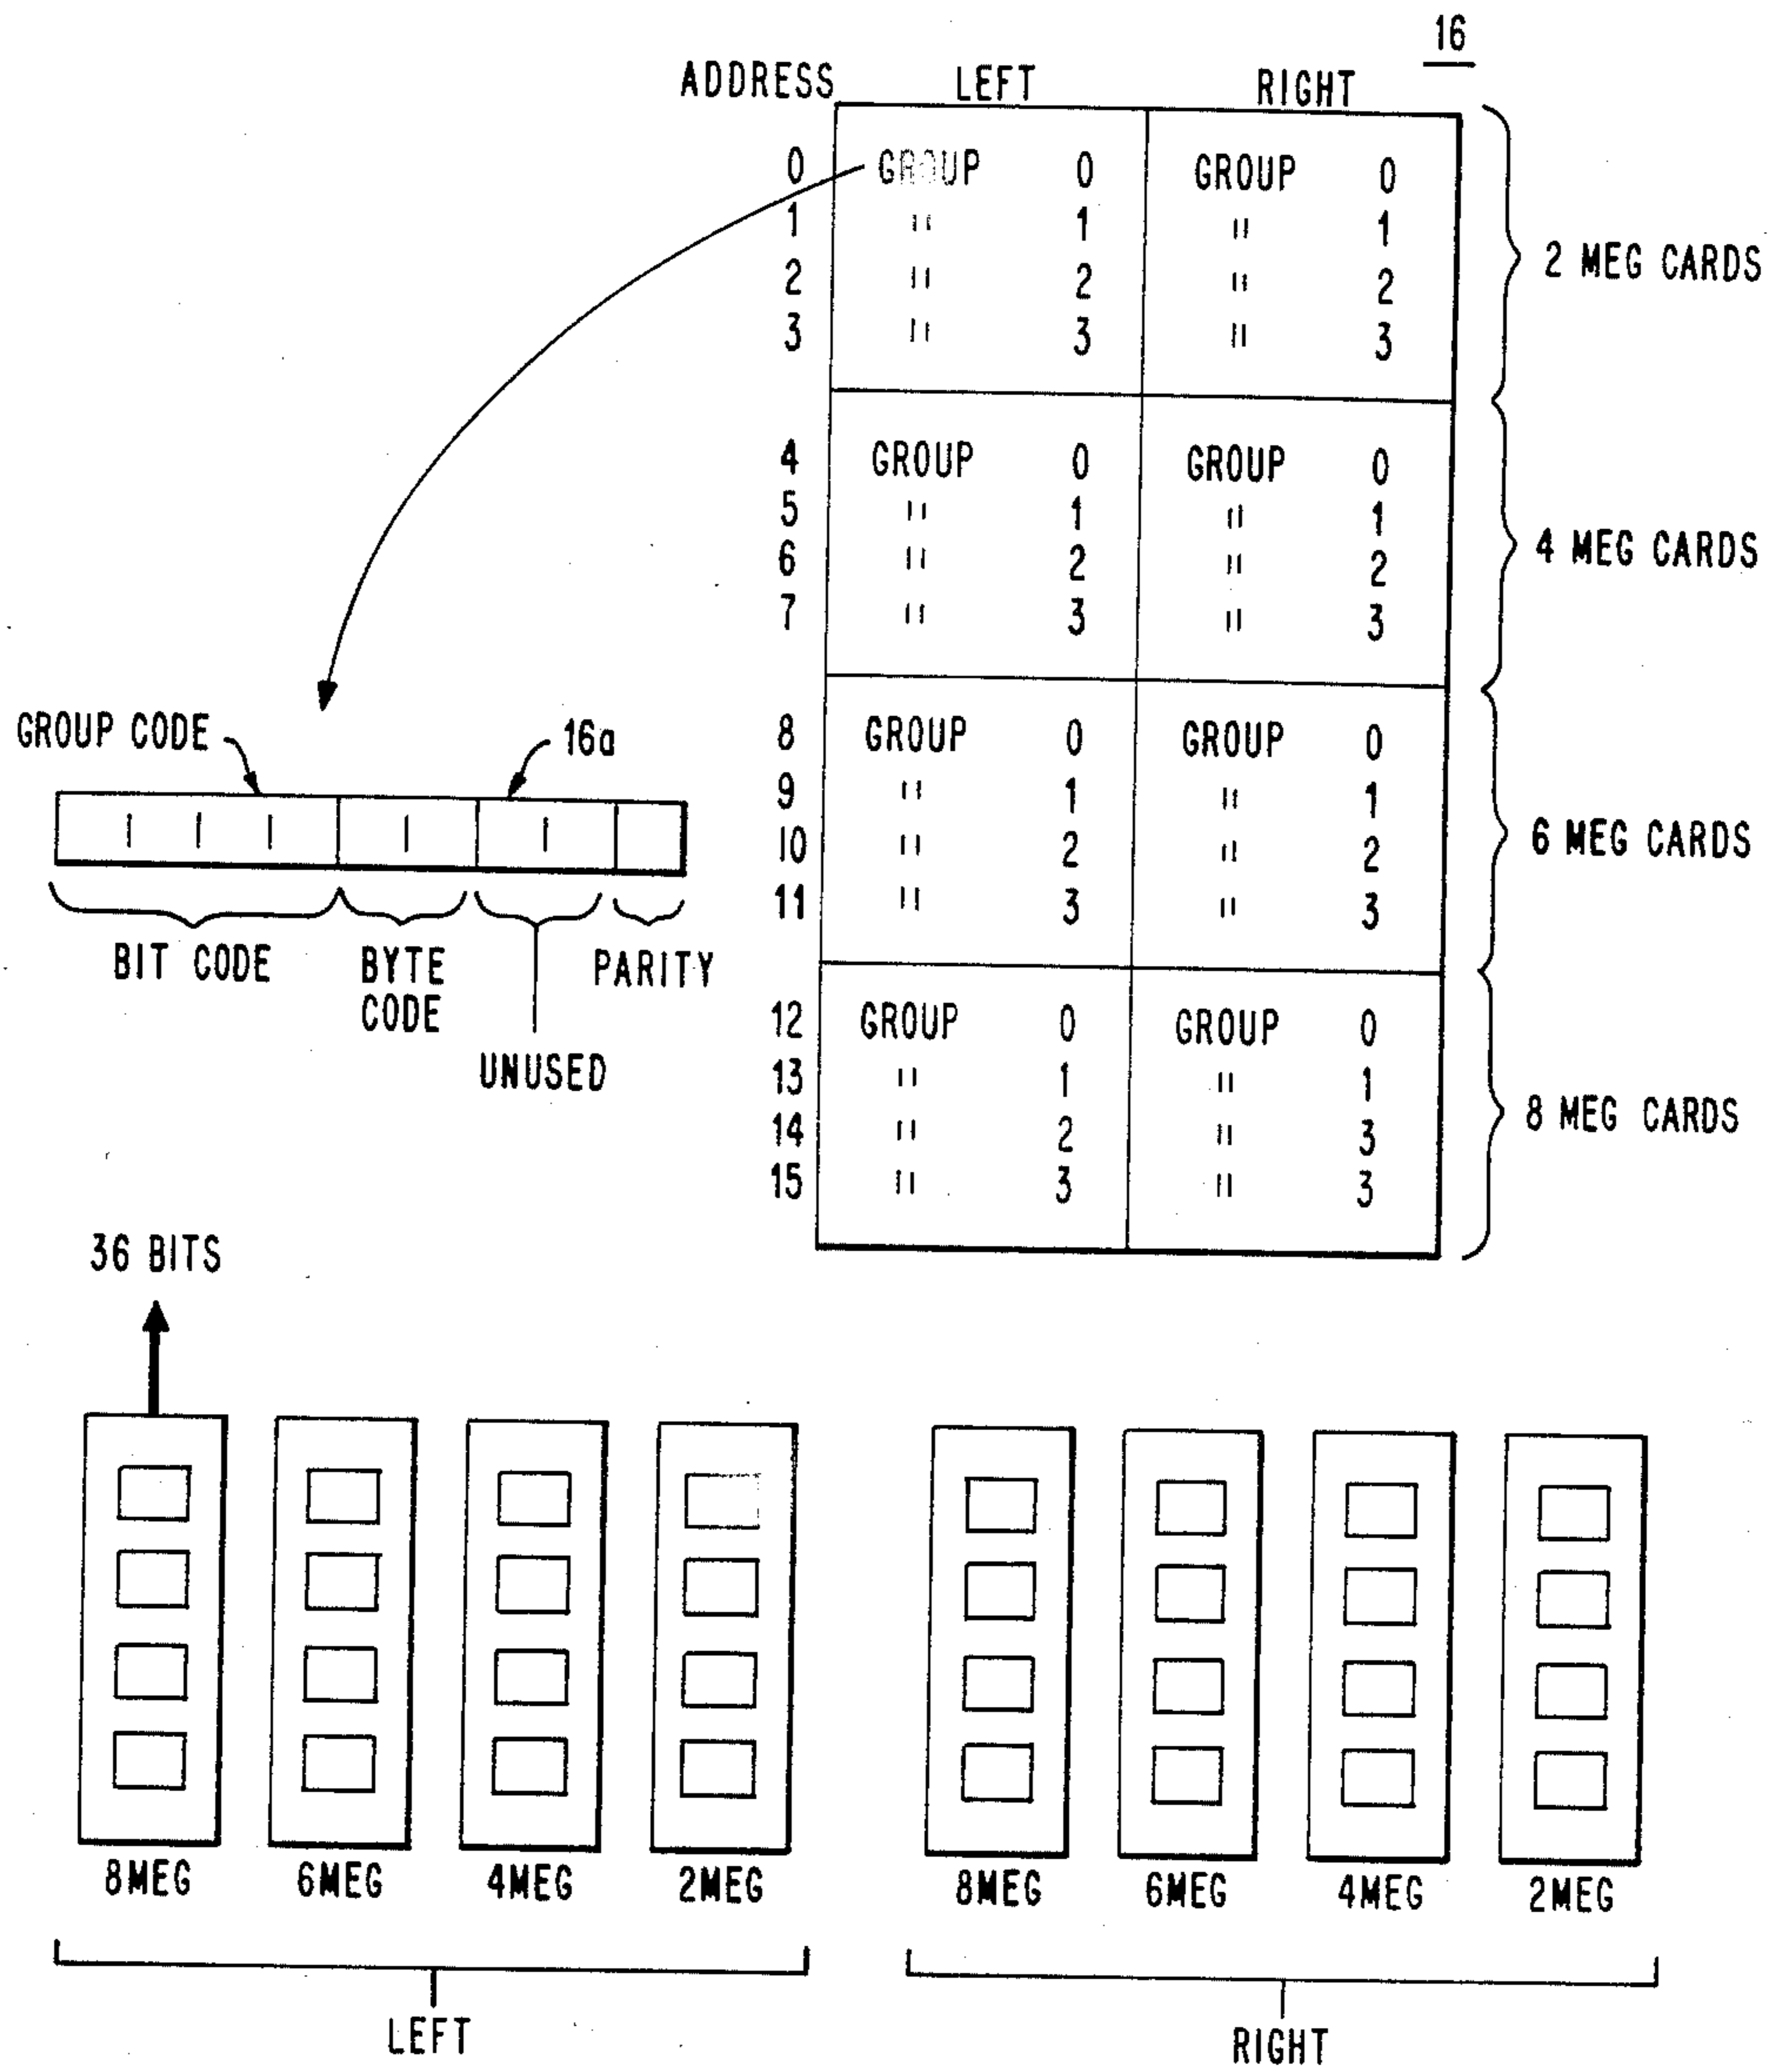 16
ADDRESS LEFT RIGHT
0 GROUP 0 GROUP 0
1 " 1 " 1
2 " 2 " 2
3 " 3 " 3
2 MEG CARDS
4 GROUP 0 GROUP 0
5 " 1 " 1
6 " 2 " 2
7 " 3 " 3
4 MEG CARDS
8 GROUP 0 GROUP 0
9 " 1 " 1
10 " 2 " 2
11 " 3 " 3
6 MEG CARDS
12 GROUP 0 GROUP 0
13 " 1 " 1
14 " 2 " 3
15 " 3 " 3
8 MEG CARDS
GROUP CODE
16a
BIT CODE
BYTE
CODE
UNUSED
PARITY
36 BITS
8MEG 6MEG 4MEG 2MEG
LEFT
8MEG 6MEG 4MEG 2MEG
RIGHT